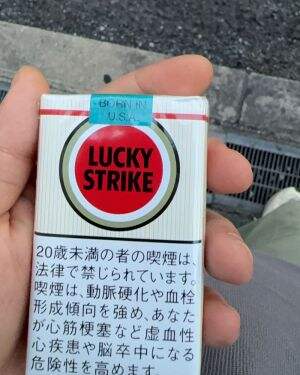 BORN IN
U.S.A.
LUCKY
STRIKE
20歳未満の者の喫煙は、
法律で禁じられています。
喫煙は、動脈硬化や血栓
形成傾向を強め、あなた
が心筋梗塞など虚血性
心疾患や脳卒中になる
危険性を高めます。